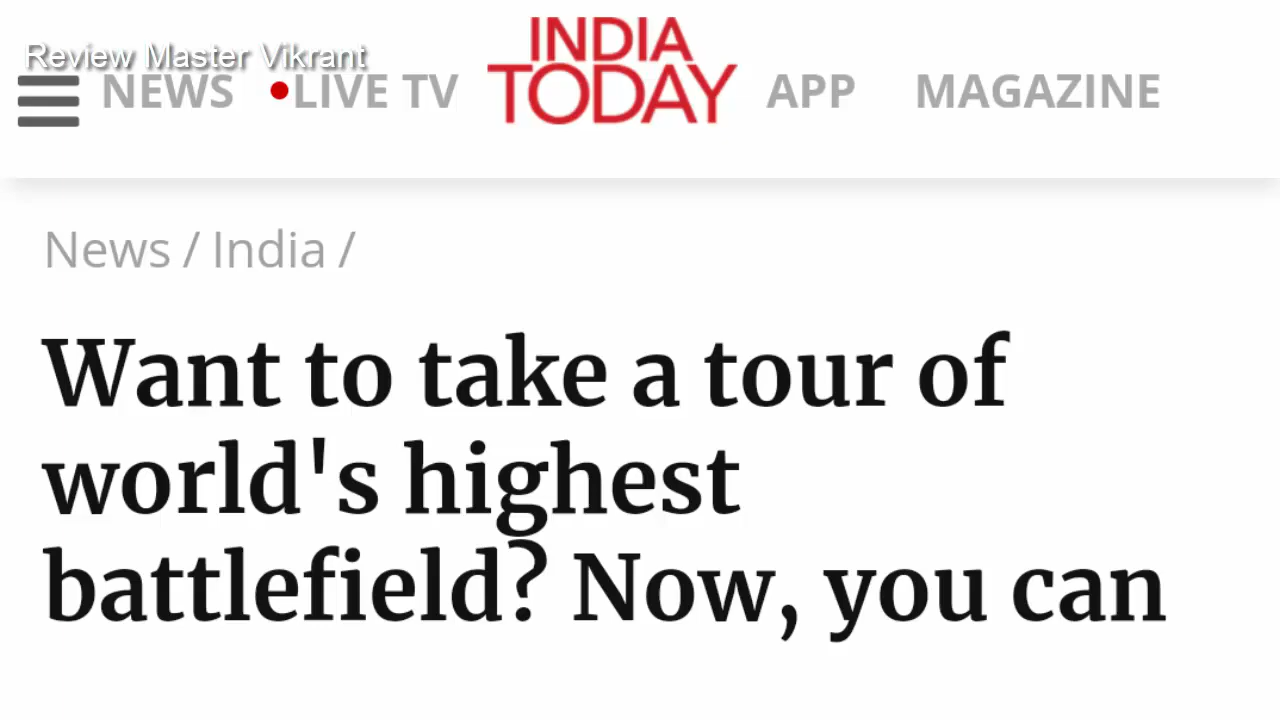 Review Master Vikrant
NEWS LIVE TV INDIA TODAY APP MAGAZINE
News / India /
Want to take a tour of
world's highest
battlefield? Now, you can